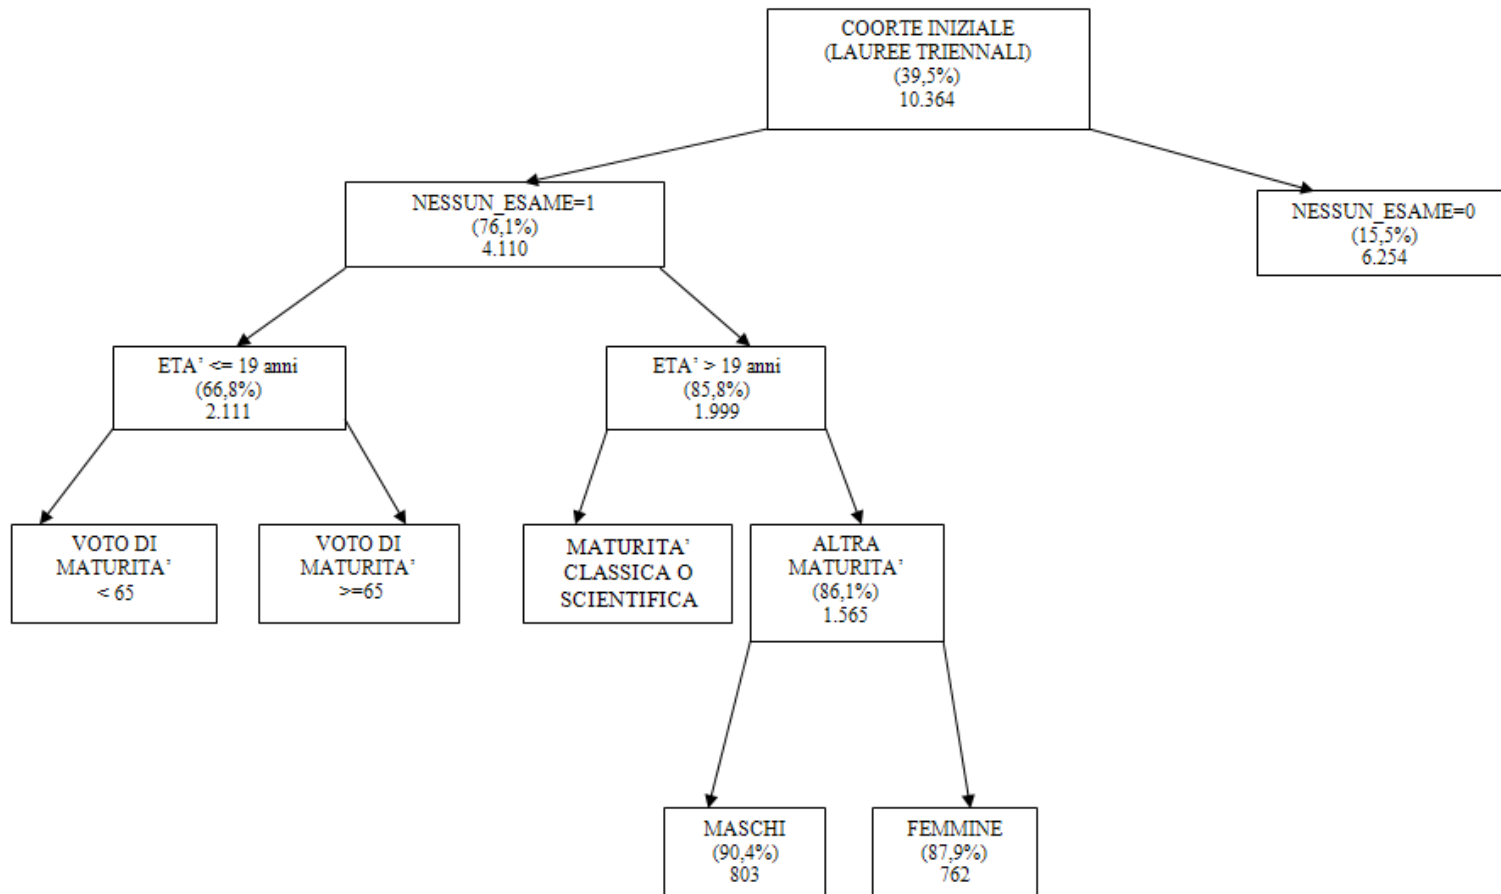 COORTE INIZIALE
(LAUREE TRIENNALI)
(39,5%)
10.364
NESSUN_ESAME=1
(76,1%)
4.110
NESSUN_ESAME=0
(15,5%)
6.254
ETA’ <= 19 anni
(66,8%)
2.111
ETA’ > 19 anni
(85,8%)
1.999
VOTO DI
MATURITA’
< 65
VOTO DI
MATURITA’
>=65
MATURITA’
CLASSICA O
SCIENTIFICA
ALTRA
MATURITA’
(86,1%)
1.565
MASCHI
(90,4%)
803
FEMMINE
(87,9%)
762